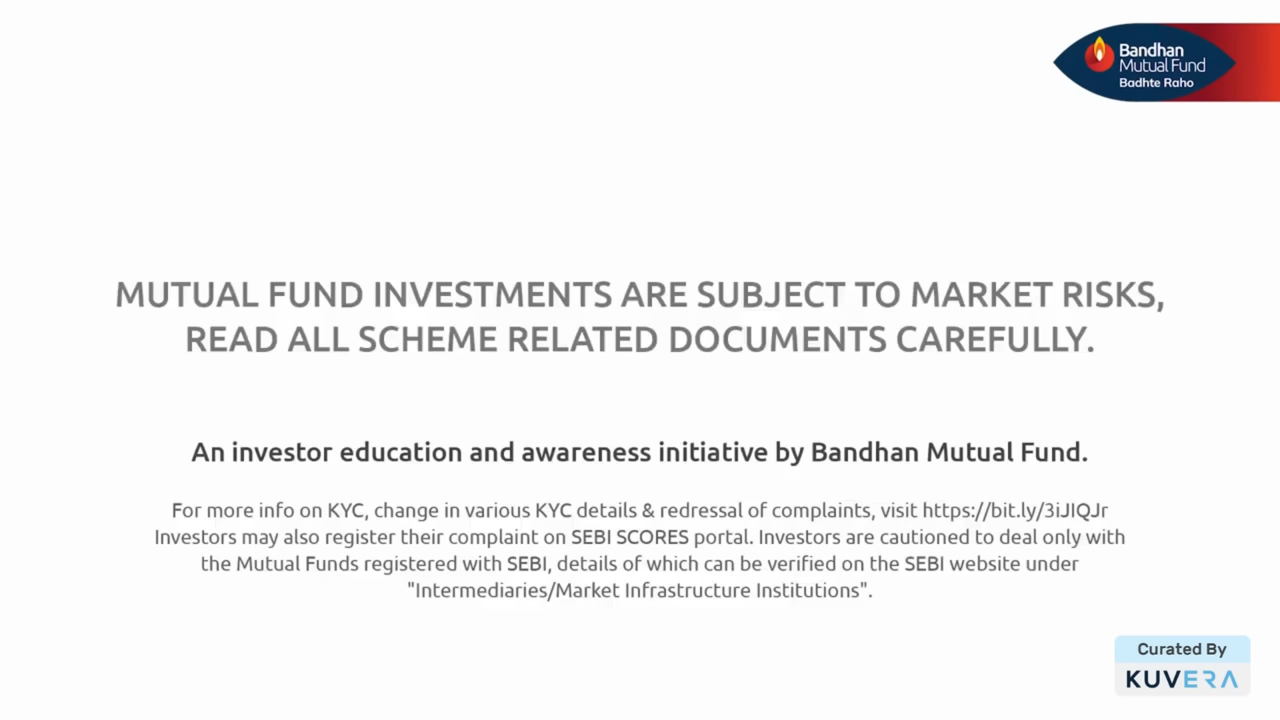 Bandhan
Mutual Fund
Badhte Raho
MUTUAL FUND INVESTMENTS ARE SUBJECT TO MARKET RISKS,
READ ALL SCHEME RELATED DOCUMENTS CAREFULLY.
An investor education and awareness initiative by Bandhan Mutual Fund.
For more info on KYC, change in various KYC details & redressal of complaints, visit https://bit.ly/3iJIQJr
Investors may also register their complaint on SEBI SCORES portal. Investors are cautioned to deal only with
the Mutual Funds registered with SEBI, details of which can be verified on the SEBI website under
"Intermediaries/Market Infrastructure Institutions".
Curated By
KUVERA